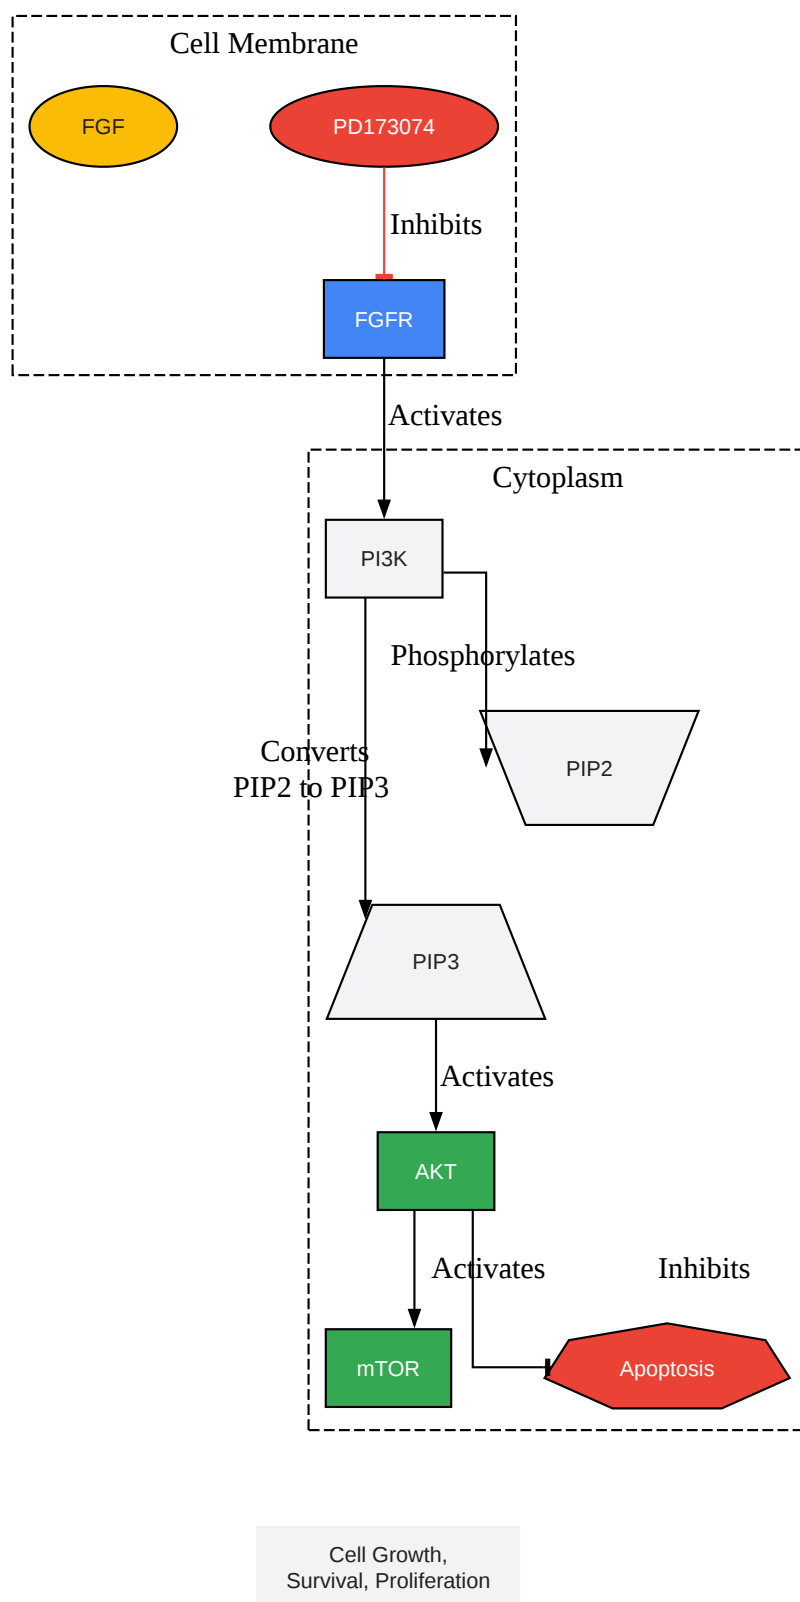 Cell Membrane
FGF
PD173074
Inhibits
FGFR
Activates
Cytoplasm
PI3K
Phosphorylates
Converts
PIP2 to PIP3
PIP2
PIP3
Activates
AKT
Activates
Inhibits
mTOR
Apoptosis
Cell Growth,
Survival, Proliferation